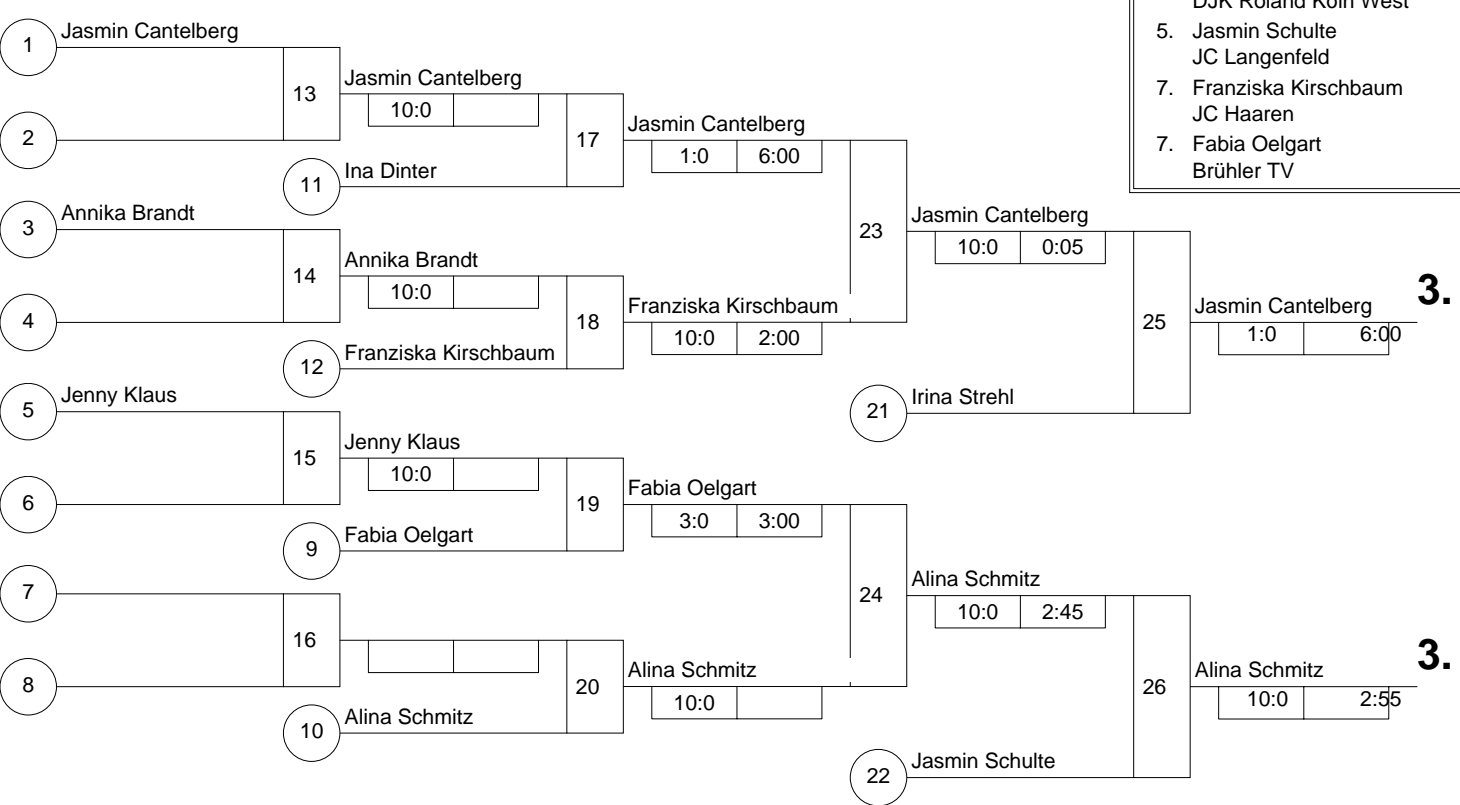 DJK Roland Köln West
5. Jasmin Schulte
JC Langenfeld
7. Franziska Kirschbaum
JC Haaren
7. Fabia Oelgart
Brühler TV
1 Jasmin Cantelberg
13 Jasmin Cantelberg
10:0
2
17 Jasmin Cantelberg
1:0 6:00
11 Ina Dinter
3 Annika Brandt
23 Jasmin Cantelberg
10:0 0:05
14 Annika Brandt
10:0
4
18 Franziska Kirschbaum
10:0 2:00
12 Franziska Kirschbaum
25 Jasmin Cantelberg 3.
1:0 6:00
5 Jenny Klaus
21 Irina Strehl
15 Jenny Klaus
10:0
6
19 Fabia Oelgart
3:0 3:00
9 Fabia Oelgart
7
24 Alina Schmitz
10:0 2:45
16
8
20 Alina Schmitz
10:0
10 Alina Schmitz
26 Alina Schmitz 3.
10:0 2:55
22 Jasmin Schulte